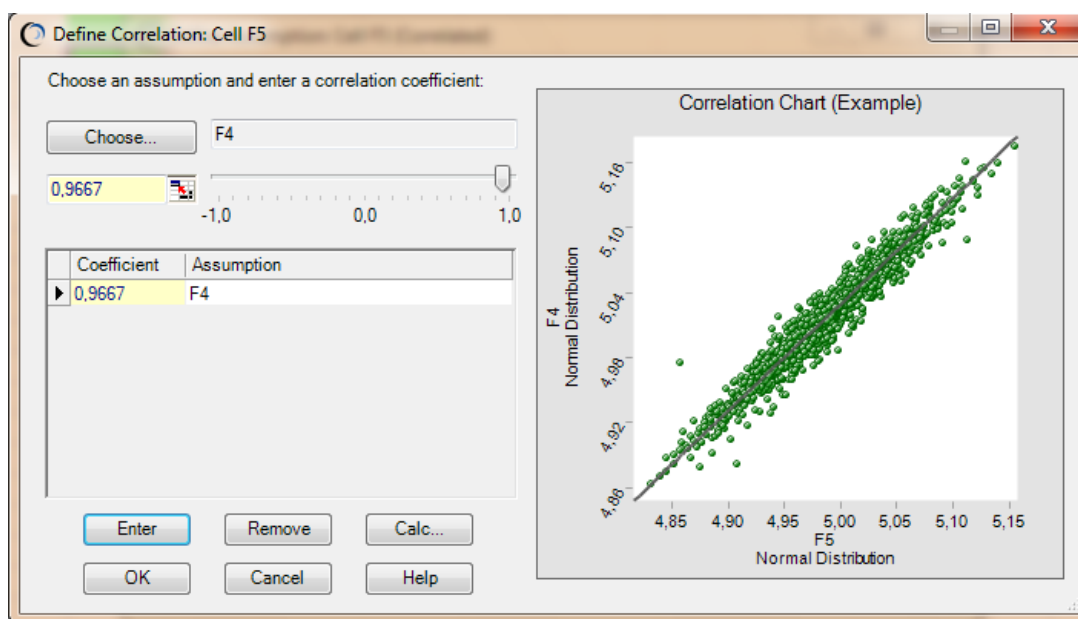 Define Correlation: Cell F5
Choose an assumption and enter a correlation coefficient:
Choose...
F4
0,9667
-1,0
0,0
1,0
Coefficient Assumption
0,9667 F4
Enter
Remove
Calc...
OK
Cancel
Help
Correlation Chart (Example)
5,16
5,10
5,04
4,98
4,92
4,86
F4
Normal Distribution
4,85 4,90 4,95 5,00 5,05 5,10 5,15
F5
Normal Distribution